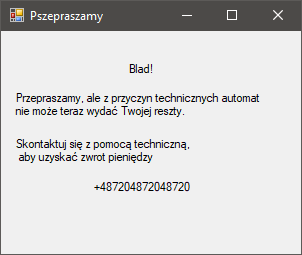 Pszepraszamy
Blad!
Przepraszamy, ale z przyczyn technicznych automat
nie może teraz wydać Twojej reszty.
Skontaktuj się z pomocą techniczną,
aby uzyskać zwrot pieniędzy
+487204872048720